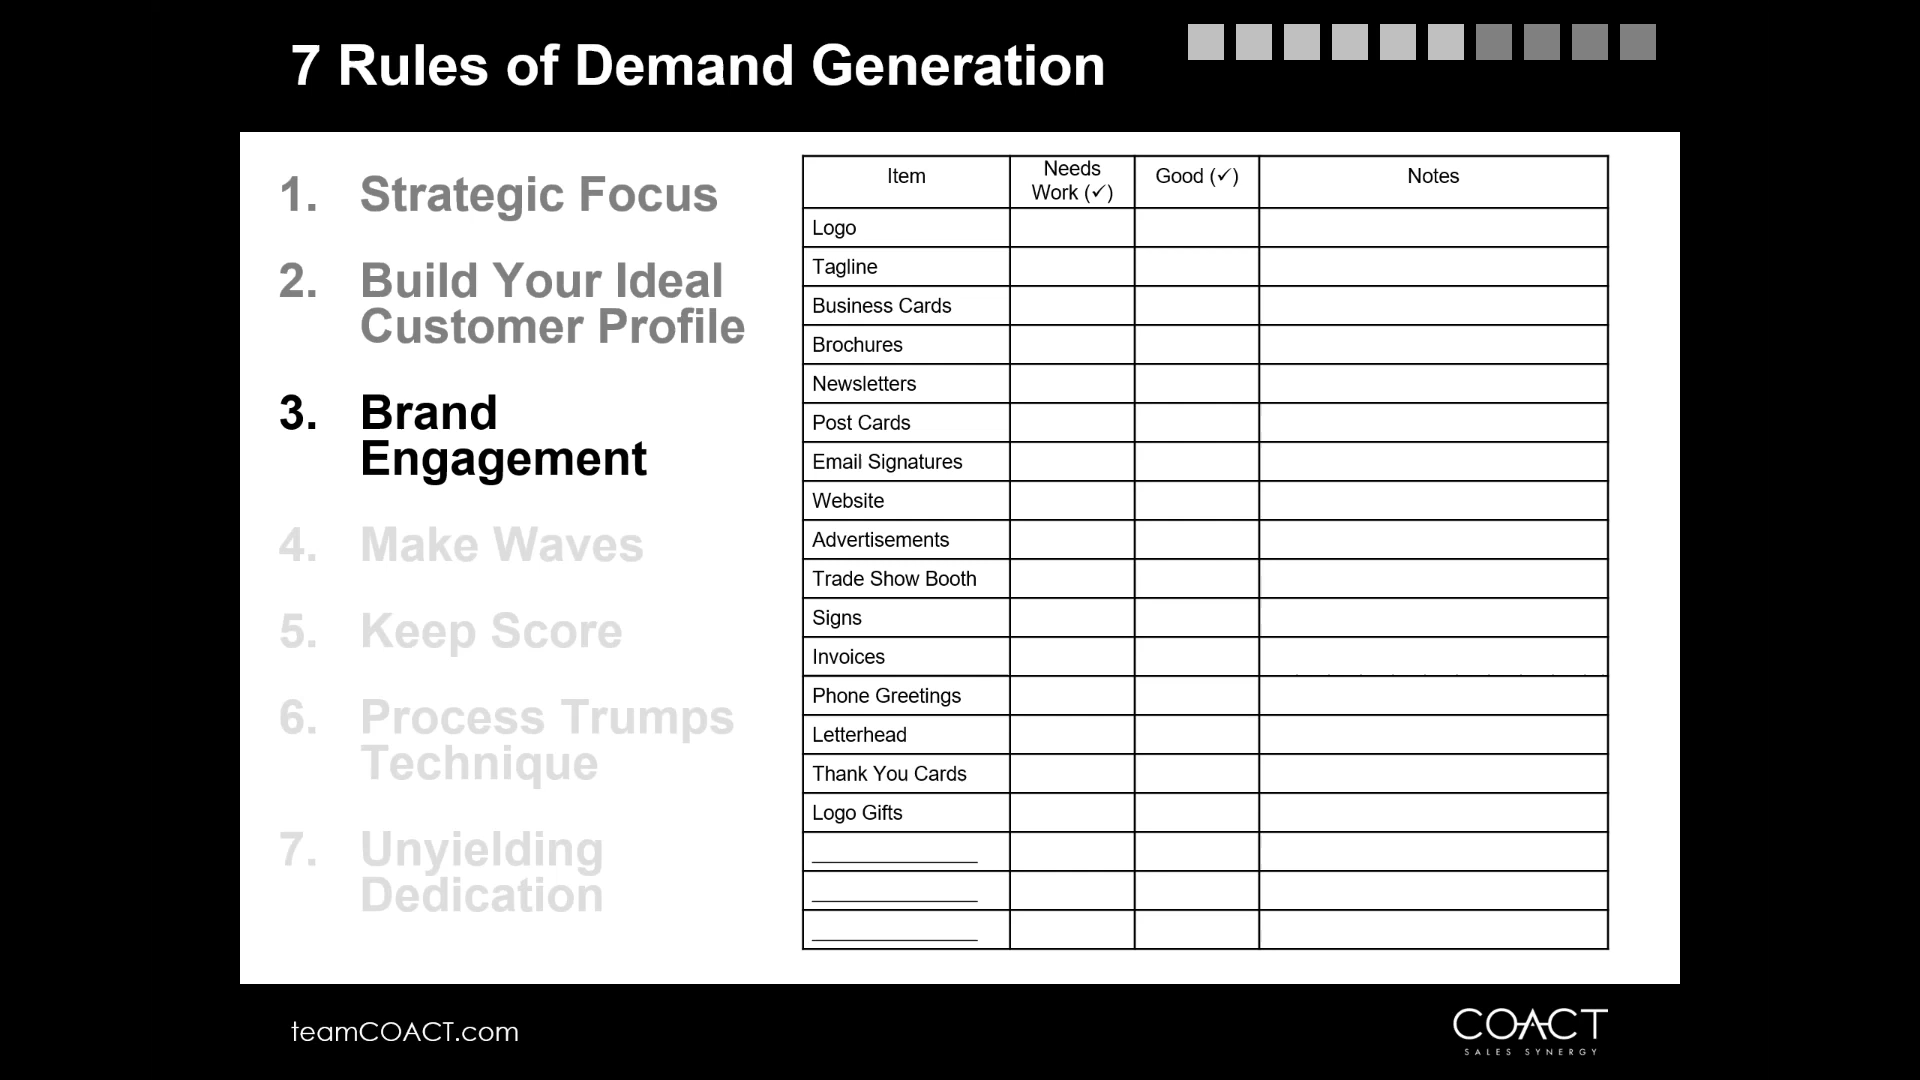 7 Rules of Demand Generation
1. Strategic Focus
2. Build Your Ideal
Customer Profile
3. Brand
Engagement
4. Make Waves
5. Keep Score
6. Process Trumps
Technique
7. Unyielding
Dedication
Item Needs Work (✓) Good (✓) Notes
Logo
Tagline
Business Cards
Brochures
Newsletters
Post Cards
Email Signatures
Website
Advertisements
Trade Show Booth
Signs
Invoices
Phone Greetings
Letterhead
Thank You Cards
Logo Gifts
teamCOACT.com
COACT
SALES SYNERGY